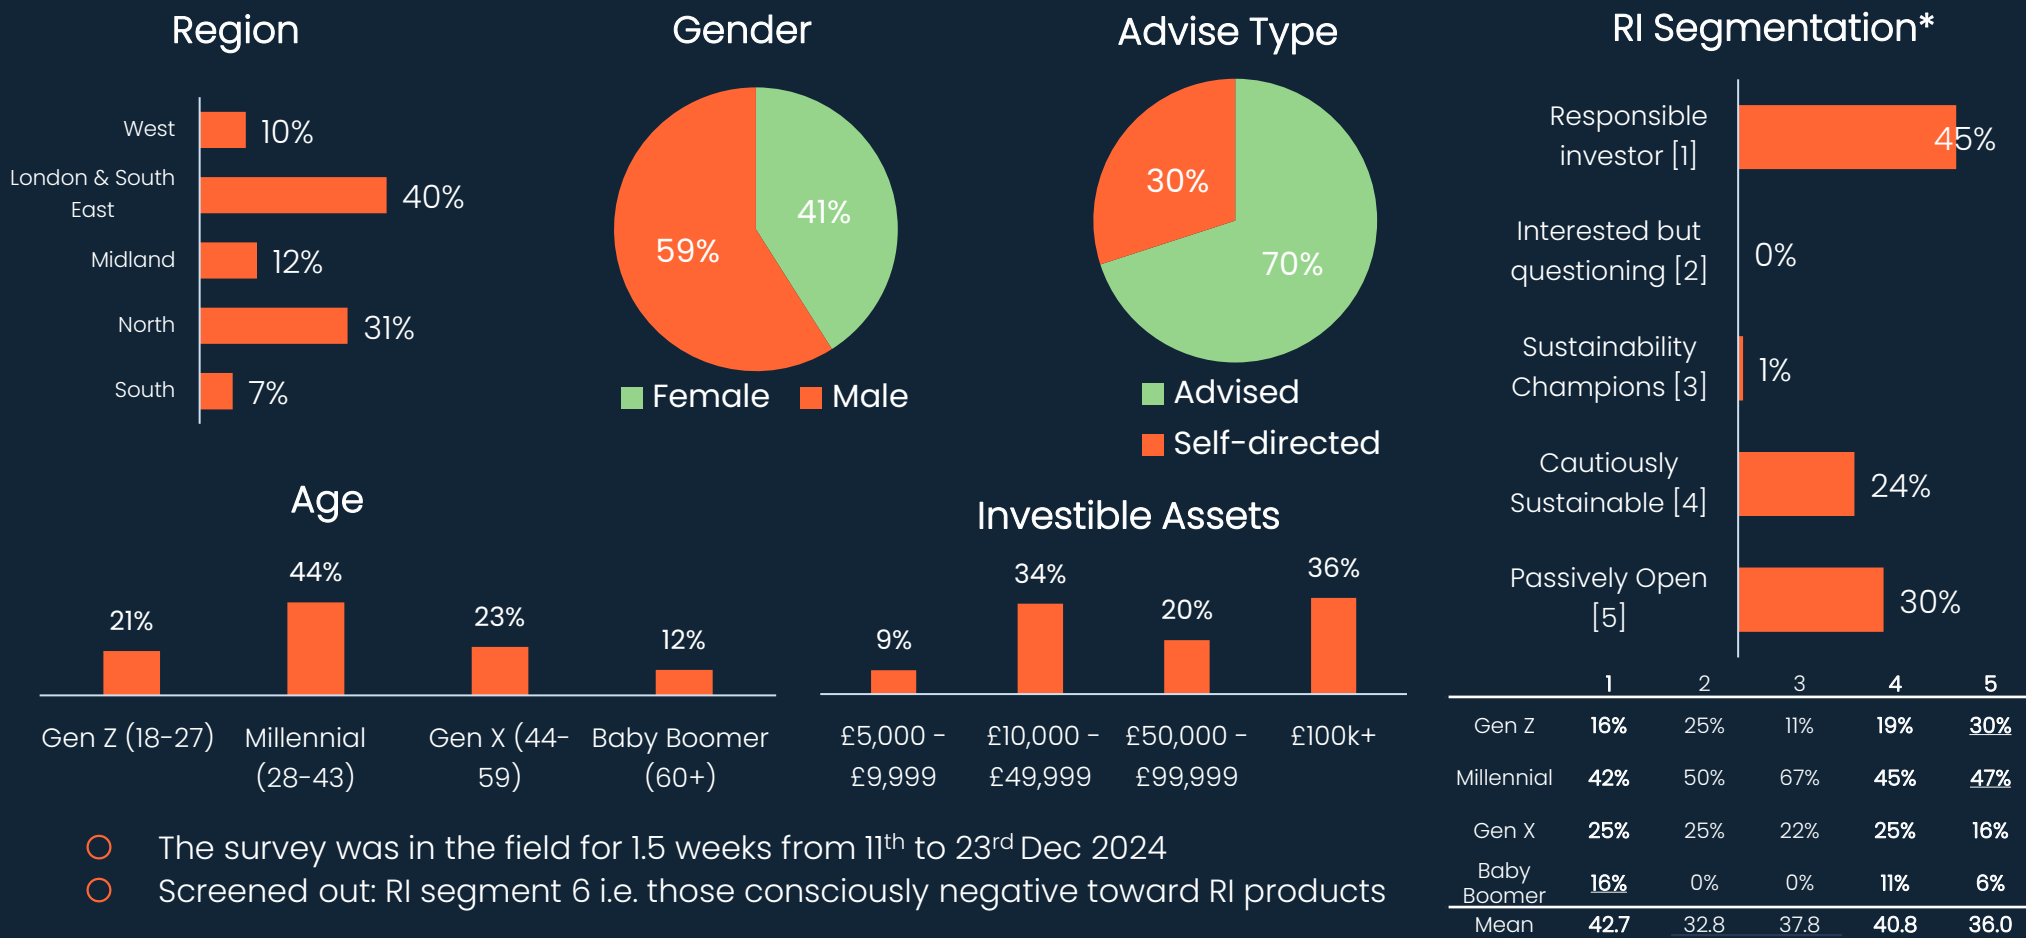 Region
West
10%
London & South
East
40%
Midland
12%
North
31%
South
7%
Gender
41%
59%
Female
Male
Advise Type
30%
70%
Advised
Self-directed
RI Segmentation*
Responsible
investor [1]
45%
Interested but
questioning [2]
0%
Sustainability
Champions [3]
1%
Cautiously
Sustainable [4]
24%
Passively Open
[5]
30%
Age
21%
44%
23%
12%
Gen Z (18-27)
Millennial
(28-43)
Gen X (44-
59)
Baby Boomer
(60+)
Investible Assets
9%
34%
20%
36%
£5,000 -
£9,999
£10,000 -
£49,999
£50,000 -
£99,999
£100k+
1 2 3 4 5
Gen Z 16% 25% 11% 19% 30%
Millennial 42% 50% 67% 45% 47%
Gen X 25% 25% 22% 25% 16%
Baby
Boomer 16% 0% 0% 11% 6%
Mean 42.7 32.8 37.8 40.8 36.0
The survey was in the field for 1.5 weeks from 11th to 23rd Dec 2024
Screened out: RI segment 6 i.e. those consciously negative toward RI products